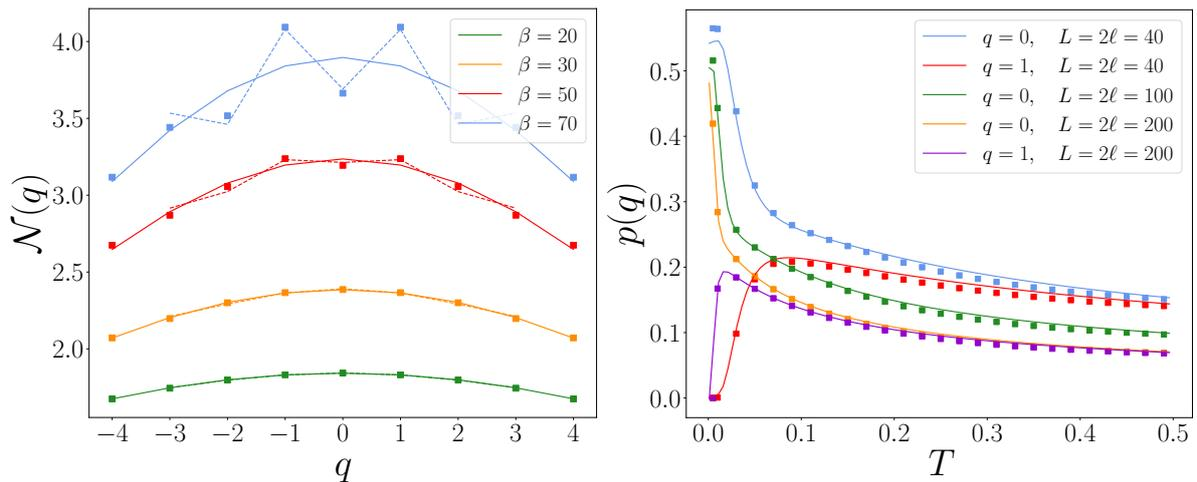 4.0
3.5
3.0
2.5
2.0
𝒩(q)
−4 −3 −2 −1 0 1 2 3 4
q
β = 20
β = 30
β = 50
β = 70
0.5
0.4
0.3
0.2
0.1
0.0
p(q)
0.0 0.1 0.2 0.3 0.4 0.5
T
q = 0, L = 2ℓ = 40
q = 1, L = 2ℓ = 40
q = 0, L = 2ℓ = 100
q = 0, L = 2ℓ = 200
q = 1, L = 2ℓ = 200